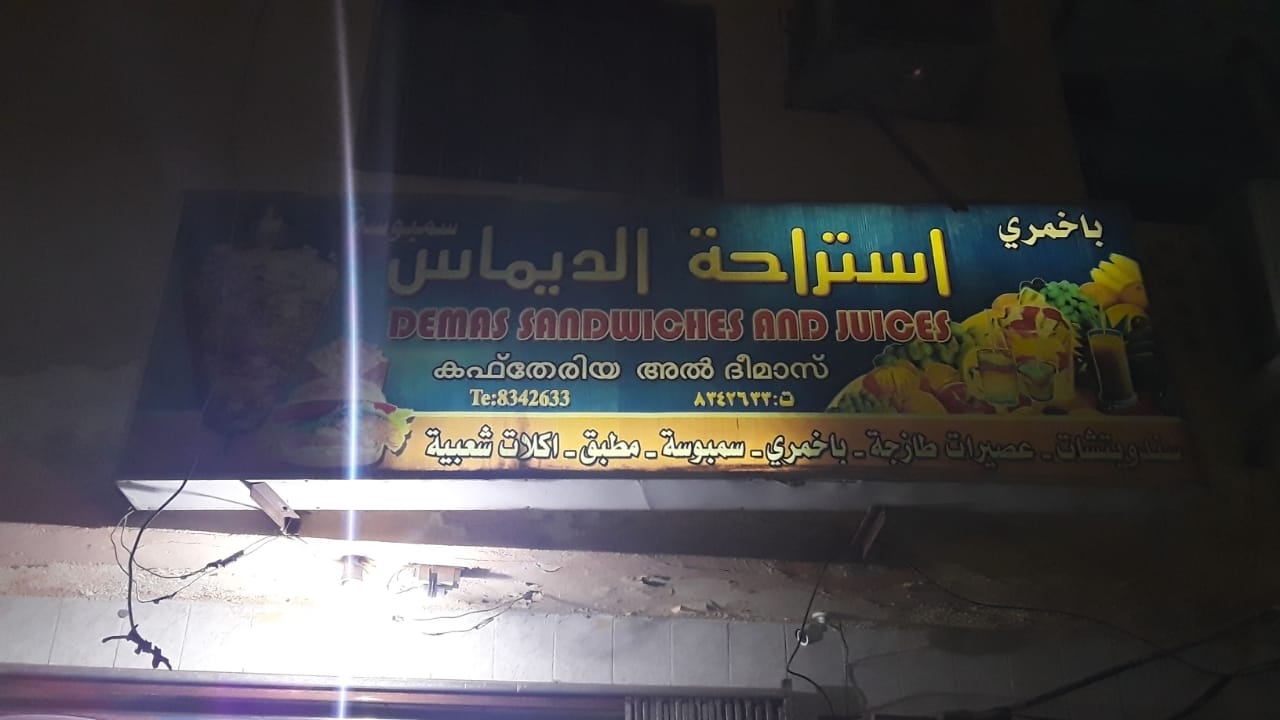 باخمري
سمبوسة
استراحة الديماس
DEMAS SANDWICHES AND JUICES
കഫ്തേരിയ അൽ ദീമാസ്
Te:8342633
ت:٨٣٤٢٦٣٣
سندويتشات - عصيرات طازجة - باخمري - سمبوسة - مطبق - اكلات شعبية